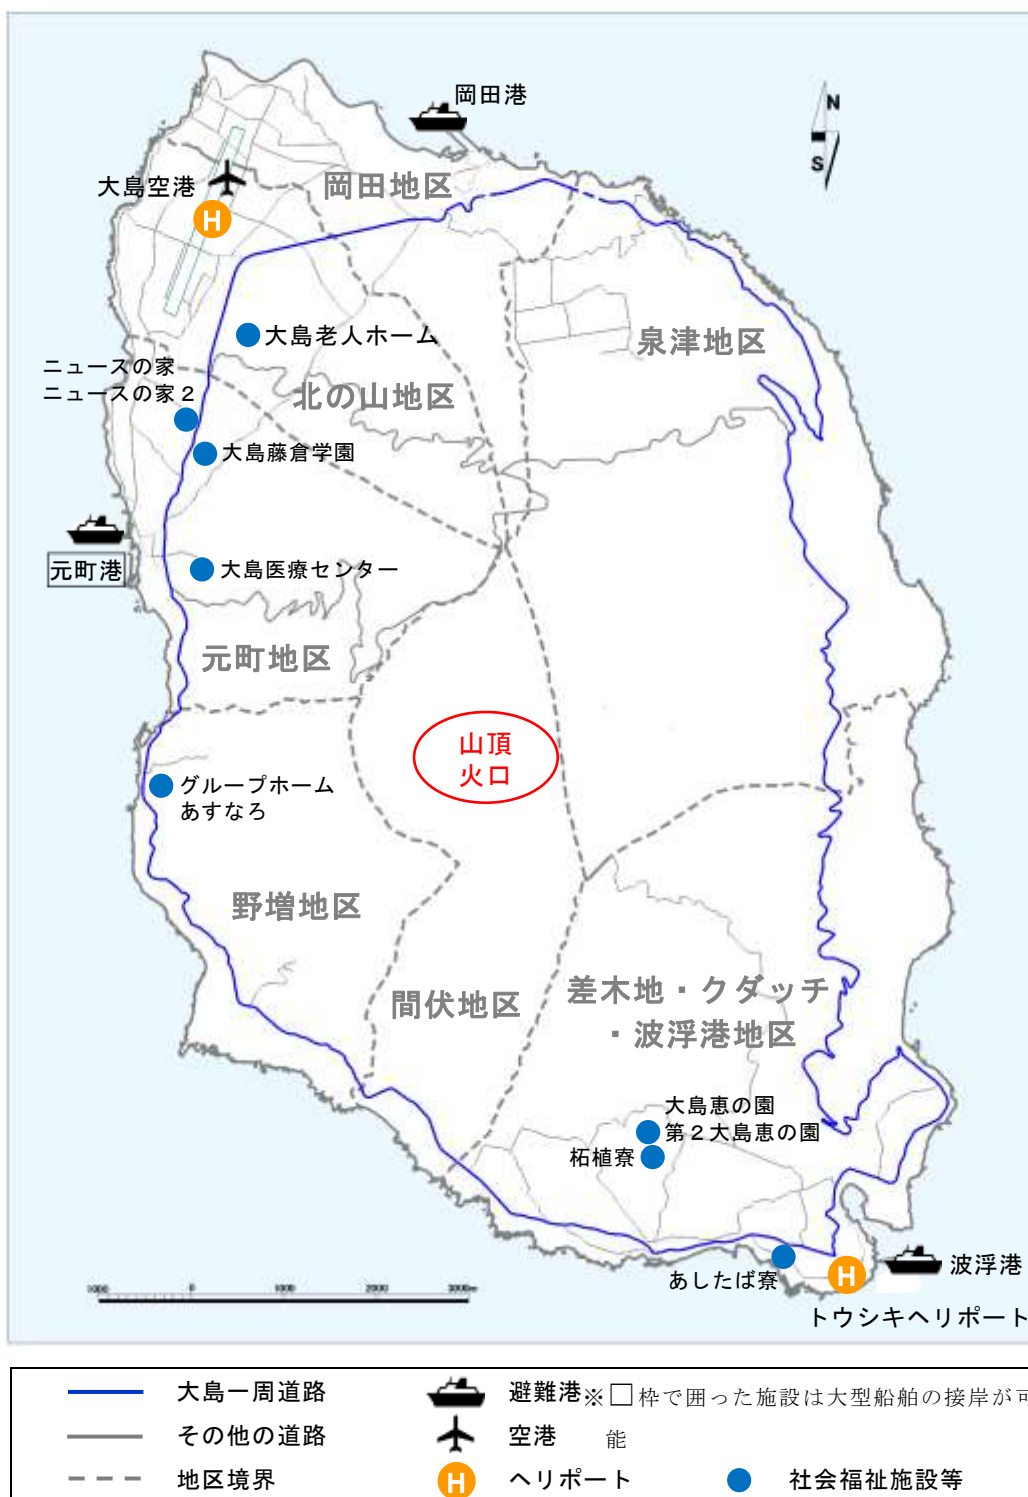 岡田港
N
S
岡田地区
大島空港
H
大島老人ホーム
泉津地区
ニュースの家
ニュースの家２
北の山地区
大島藤倉学園
元町港
大島医療センター
元町地区
山頂
火口
グループホーム
あすなろ
野増地区
間伏地区
差木地・クダッチ
・波浮港地区
大島恵の園
第２大島恵の園
柘植寮
あしたば寮
H
波浮港
トウシキヘリポート
1000 0 1000 2000 3000m
大島一周道路
避難港※□枠で囲った施設は大型船舶の接岸が可
能
その他の道路
空港
地区境界
H
ヘリポート
社会福祉施設等